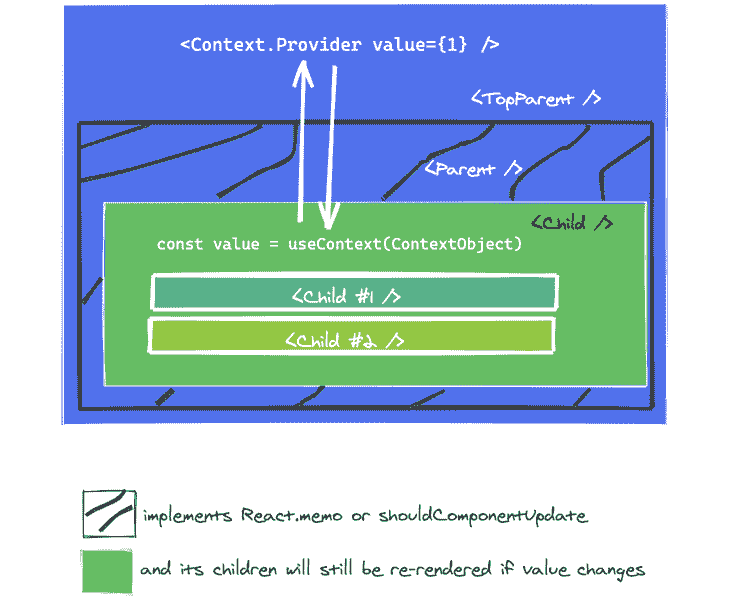 <Context.Provider value={1} />
<TopParent />
<Parent />
<Child />
const value = useContext(ContextObject)
<Child #1 />
<Child #2 />
implements React.memo or shouldComponentUpdate
and its children will still be re-rendered if value changes